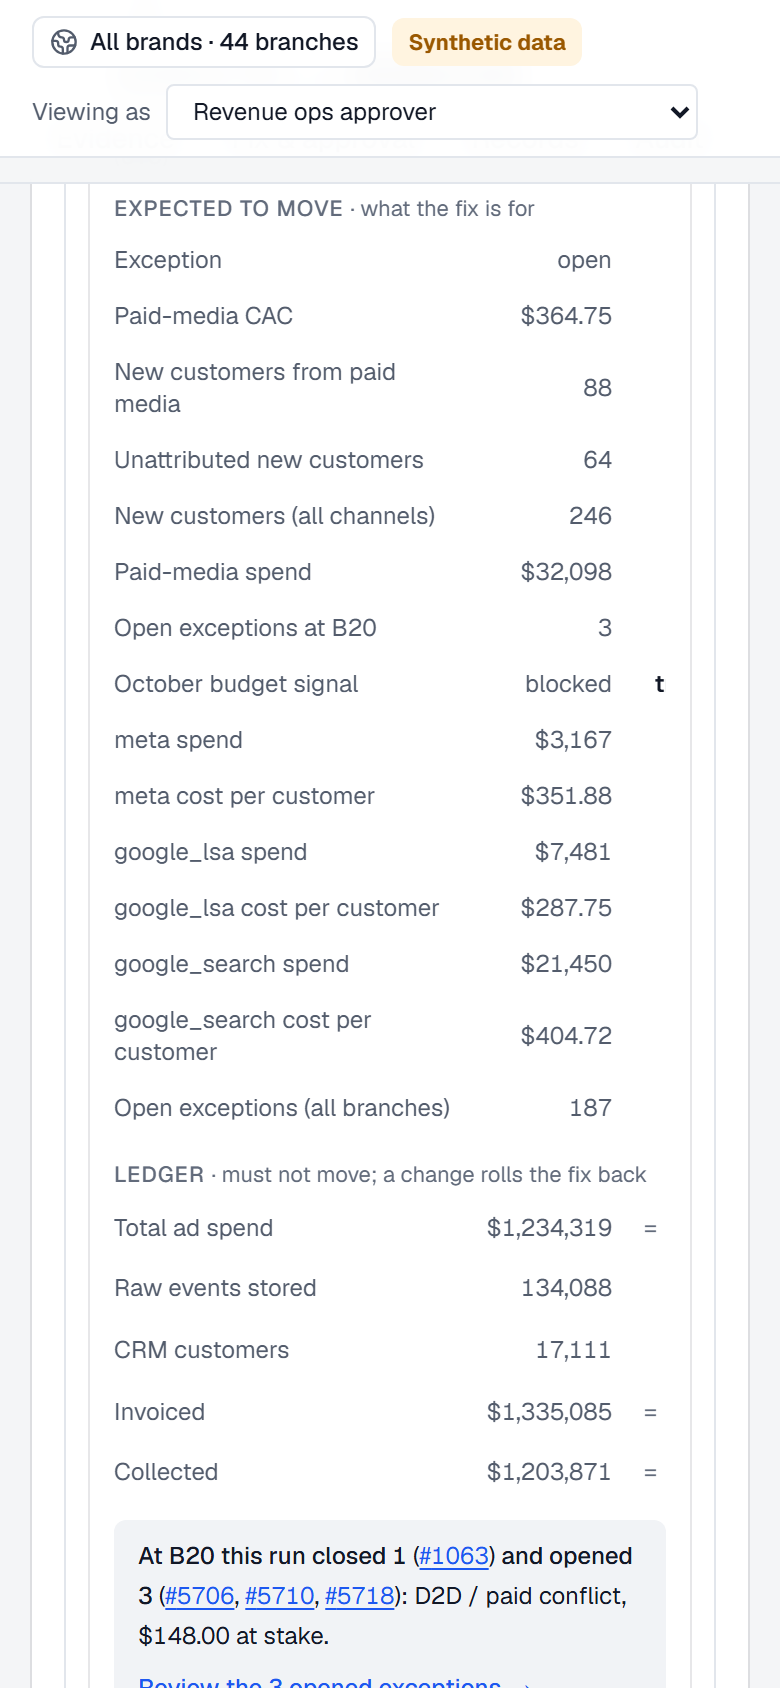 All brands · 44 branches
Synthetic data
Viewing as
Revenue ops approver
EXPECTED TO MOVE · what the fix is for
Exception open
Paid-media CAC $364.75
New customers from paid
media 88
Unattributed new customers 64
New customers (all channels) 246
Paid-media spend $32,098
Open exceptions at B20 3
October budget signal blocked t
meta spend $3,167
meta cost per customer $351.88
google_lsa spend $7,481
google_lsa cost per customer $287.75
google_search spend $21,450
google_search cost per
customer $404.72
Open exceptions (all branches) 187
LEDGER · must not move; a change rolls the fix back
Total ad spend $1,234,319 =
Raw events stored 134,088
CRM customers 17,111
Invoiced $1,335,085 =
Collected $1,203,871 =
At B20 this run closed 1 (#1063) and opened
3 (#5706, #5710, #5718): D2D / paid conflict,
$148.00 at stake.
Review the 3 opened exceptions →